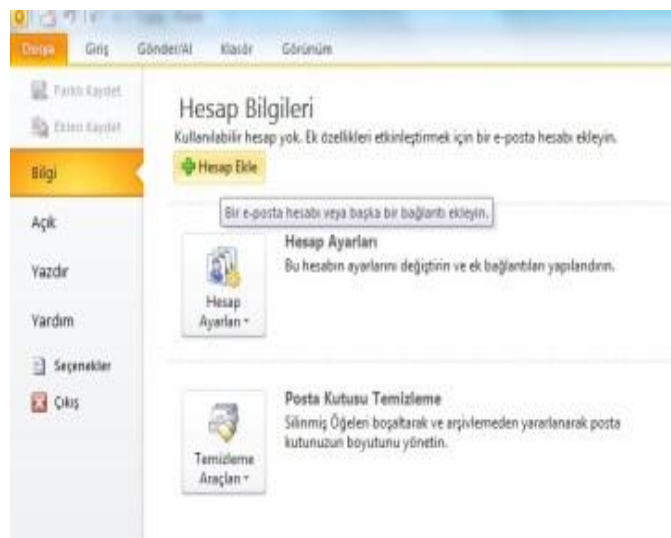 Dosya Giriş Gönder/Al Klasör Görünüm
Farklı Kaydet
Ekleri Kaydet
Bilgi
Açık
Yazdır
Yardım
Seçenekler
Çıkış
Hesap Bilgileri
Kullanılabilir hesap yok. Ek özellikleri etkinleştirmek için bir e-posta hesabı ekleyin.
Hesap Ekle
Bir e-posta hesabı veya başka bir bağlantı ekleyin.
Hesap Ayarları
Bu hesabın ayarlarını değiştirin ve ek bağlantıları yapılandırın.
Hesap
Ayarları
Posta Kutusu Temizleme
Silinmiş Öğeleri boşaltarak ve arşivlemeden yararlanarak posta
kutunuzun boyutunu yönetin.
Temizleme
Araçları